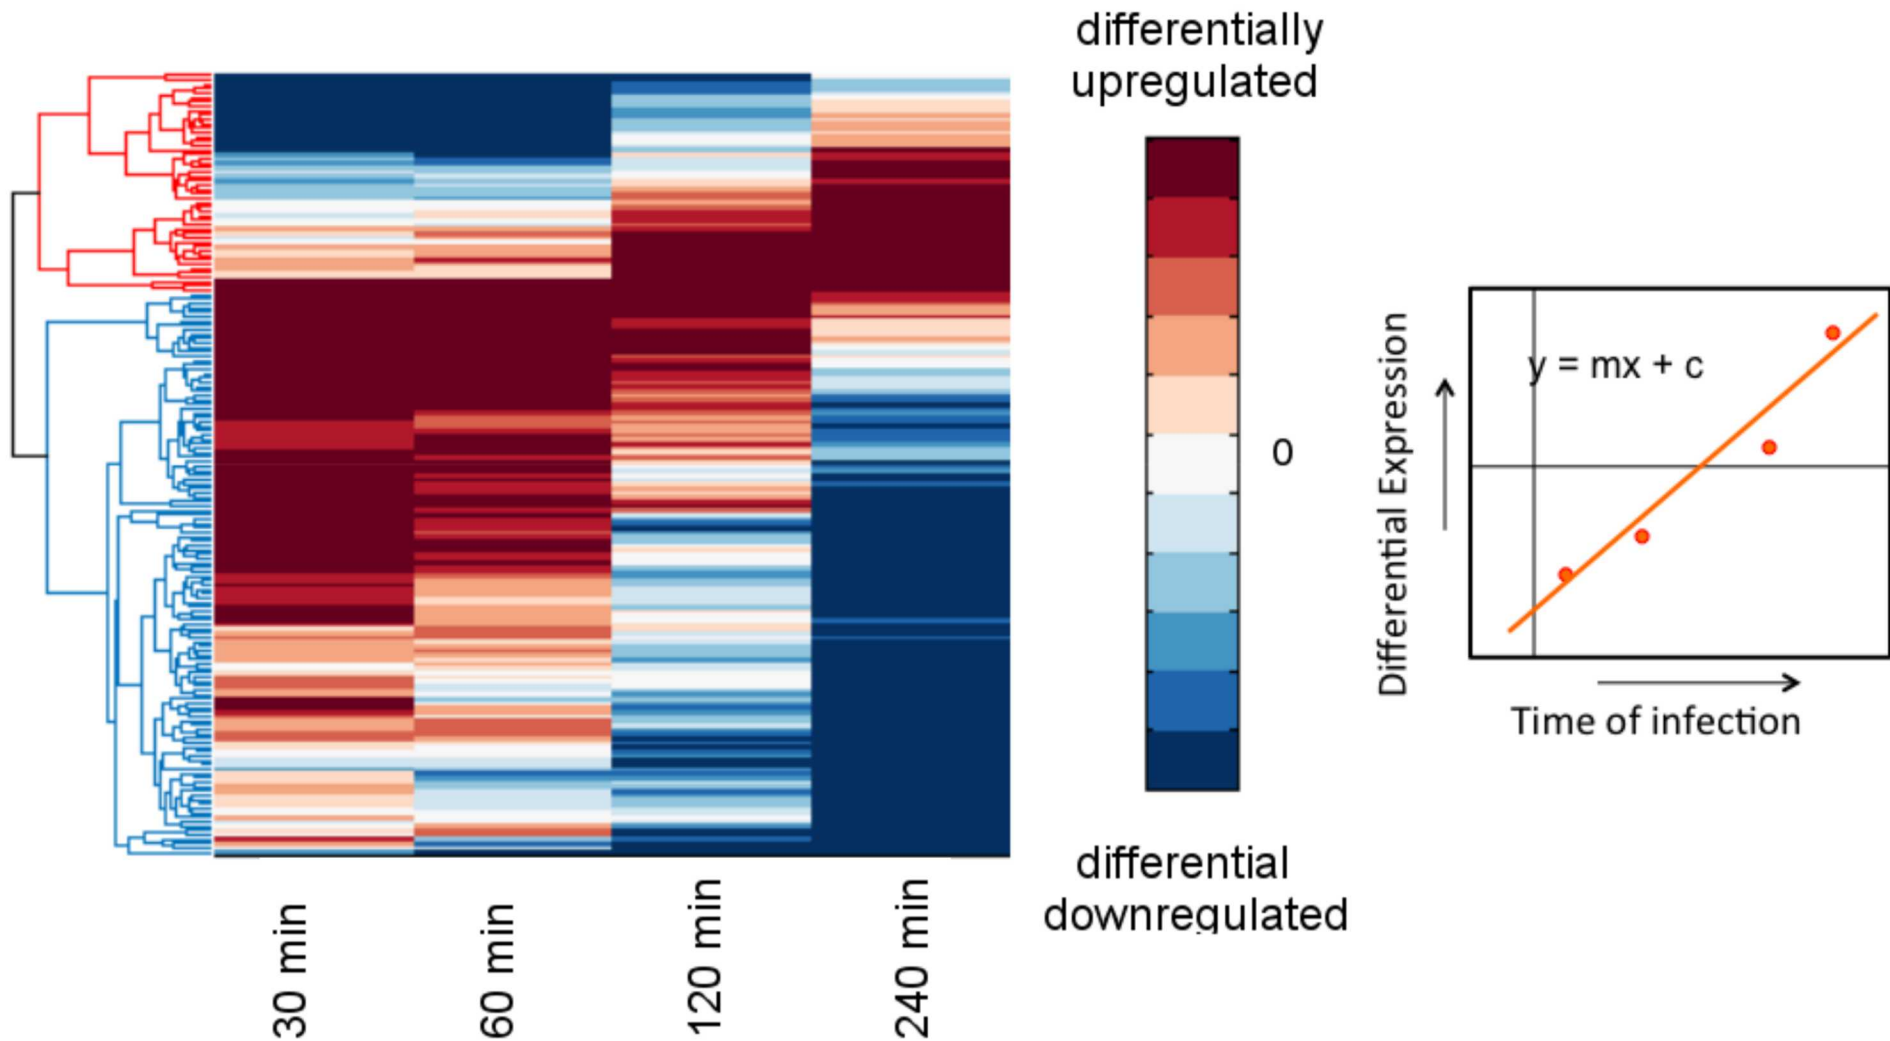 differentially
upregulated
0
differential
downregulated
30 min
60 min
120 min
240 min
y = mx + c
Differential Expression
Time of infection